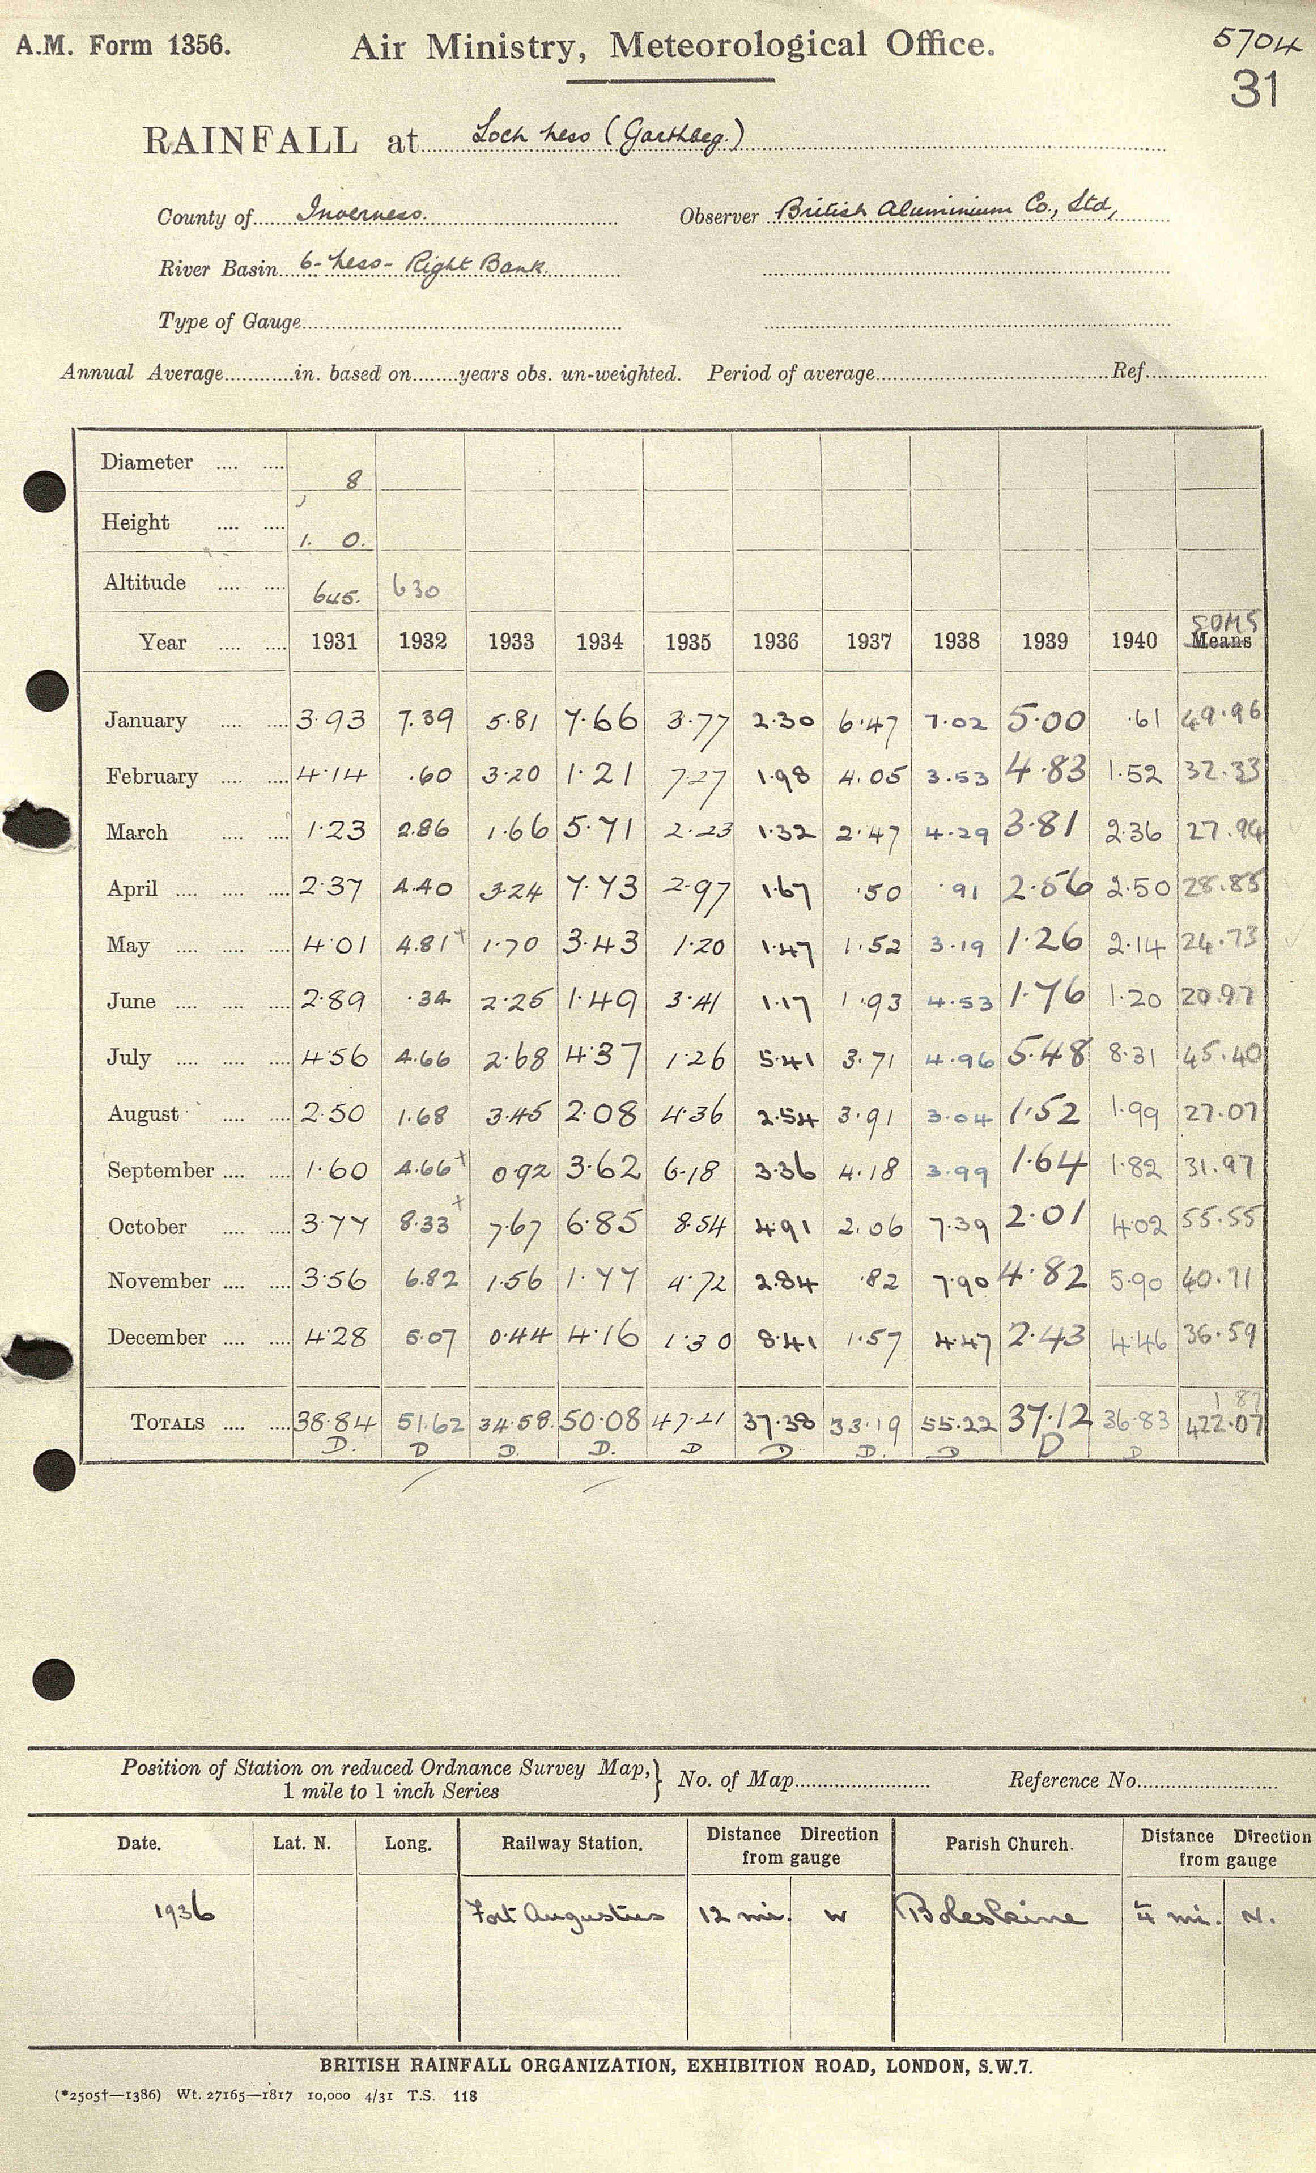 A.M. Form 1356. Air Ministry, Meteorological Office. 5704
31
RAINFALL at Loch Ness (Garthbeg.)
County of Inverness. Observer British Aluminium Co., Ltd,
River Basin 6 - Ness - Right Bank
Type of Gauge
Annual Average in. based on years obs. un-weighted. Period of average Ref.
Diameter 8
Height 1. 0.
Altitude 645. 630
SUMS
Year 1931 1932 1933 1934 1935 1936 1937 1938 1939 1940 Means
January 3.93 7.39 5.81 7.66 3.77 2.30 6.47 7.02 5.00 .61 49.96
February 4.14 .60 3.20 1.21 7.27 1.98 4.05 3.53 4.83 1.52 32.33
March 1.23 2.86 1.66 5.71 2.23 1.32 2.47 4.29 3.81 2.36 27.94
April 2.37 4.40 3.24 7.73 2.97 1.67 .50 .91 2.56 2.50 28.85
May 4.01 4.81+ 1.70 3.43 1.20 1.47 1.52 3.19 1.26 2.14 24.73
June 2.89 .34 2.25 1.49 3.41 1.17 1.93 4.53 1.76 1.20 20.97
July 4.56 4.66 2.68 4.37 1.26 5.41 3.71 4.96 5.48 8.31 45.40
August 2.50 1.68 3.45 2.08 4.36 2.54 3.91 3.04 1.52 1.99 27.07
September 1.60 4.66+ 0.92 3.62 6.18 3.36 4.18 3.99 1.64 1.82 31.97
October 3.77 8.33+ 7.67 6.85 8.54 4.91 2.06 7.39 2.01 4.02 55.55
November 3.56 6.82 1.56 1.77 4.72 2.84 .82 7.90 4.82 5.90 40.71
December 4.28 5.07 0.44 4.16 1.30 8.41 1.57 4.47 2.43 4.46 36.59
1 87
TOTALS 38.84 51.62 34.58 50.08 47.21 37.38 33.19 55.22 37.12 36.83 422.07
D. D D. D. D D D. D D D
Position of Station on reduced Ordnance Survey Map,
1 mile to 1 inch Series No. of Map Reference No.
Date. Lat. N. Long. Railway Station. Distance Direction from gauge Parish Church. Distance Direction from gauge
1936 Fort Augustus 12 mi. W Boleskine 4 mi. N.
BRITISH RAINFALL ORGANIZATION, EXHIBITION ROAD, LONDON, S.W.7.
(*2505†—1386) Wt. 27165—1817 10,000 4/31 T.S. 118